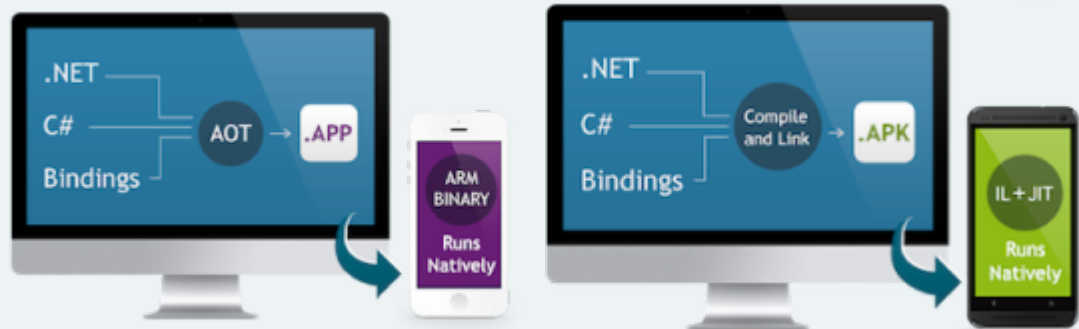 .NET
C#
Bindings
AOT
.APP
ARM
BINARY
Runs
Natively
.NET
C#
Bindings
Compile
and Link
.APK
IL+JIT
Runs
Natively